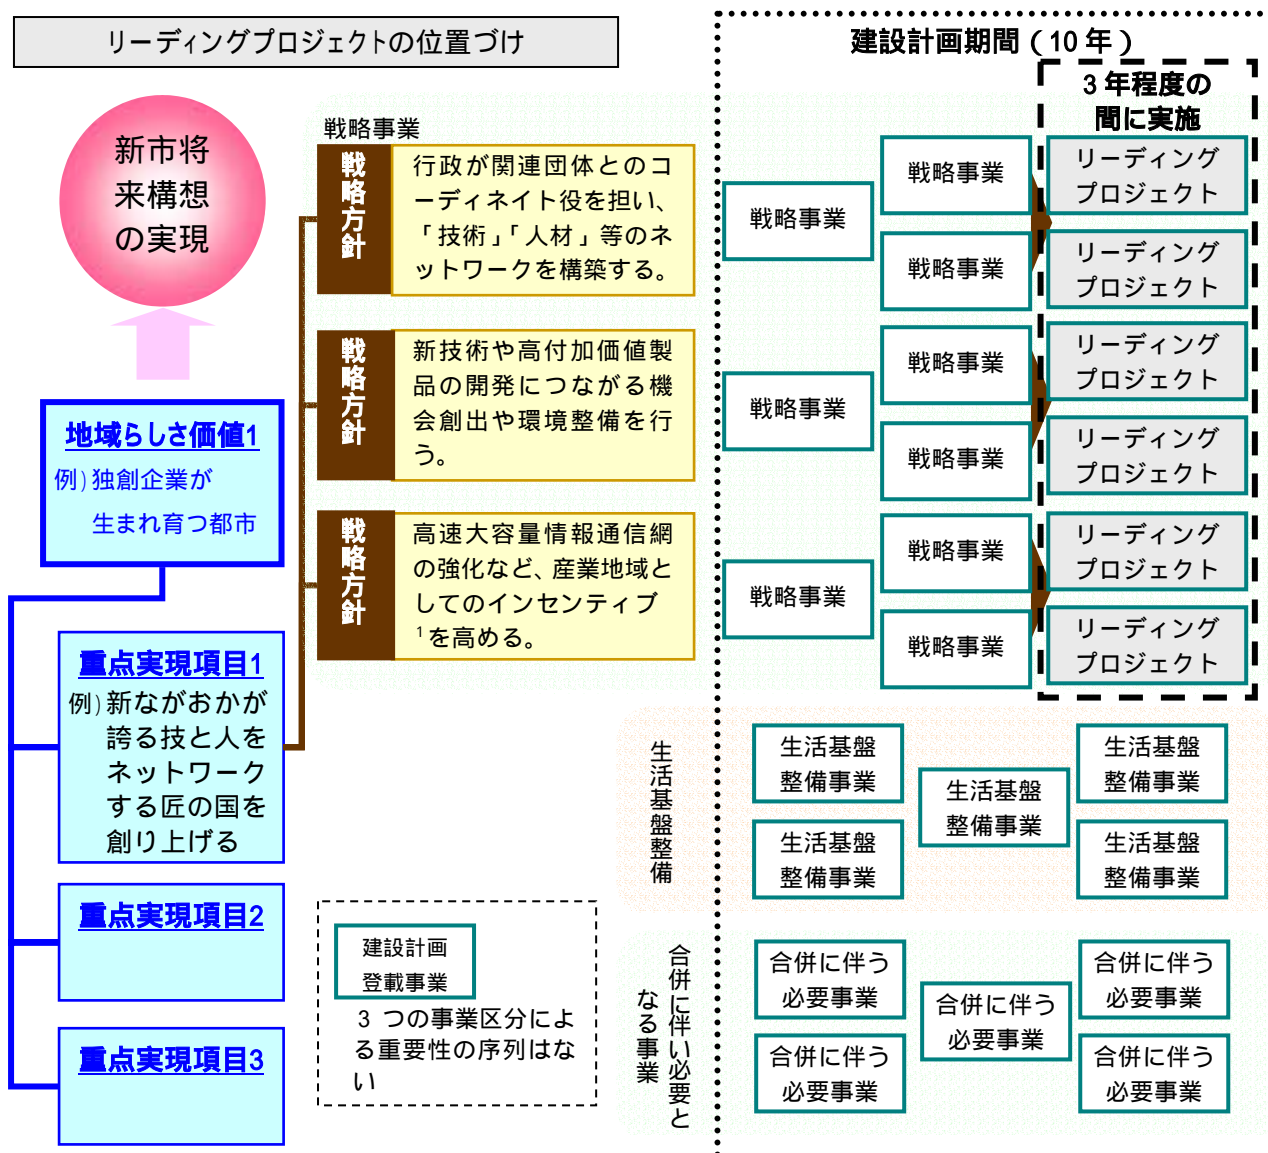 リーディングプロジェクトの位置づけ
建設計画期間（10年）
3年程度の
間に実施
新市将
来構想
の実現
地域らしさ価値1
例）独創企業が
生まれ育つ都市
重点実現項目1
例）新ながおかが
誇る技と人を
ネットワーク
する匠の国を
創り上げる
重点実現項目2
重点実現項目3
戦略事業
戦略方針
行政が関連団体とのコ
ーディネイト役を担い、
「技術」「人材」等のネ
ットワークを構築する。
戦略方針
新技術や高付加価値製
品の開発につながる機
会創出や環境整備を行
う。
戦略方針
高速大容量情報通信網
の強化など、産業地域と
してのインセンティブ
1を高める。
戦略事業
戦略事業
戦略事業
リーディング
プロジェクト
リーディング
プロジェクト
戦略事業
戦略事業
戦略事業
リーディング
プロジェクト
リーディング
プロジェクト
戦略事業
戦略事業
戦略事業
リーディング
プロジェクト
リーディング
プロジェクト
生活基盤整備
生活基盤
整備事業
生活基盤
整備事業
生活基盤
整備事業
生活基盤
整備事業
生活基盤
整備事業
合併に伴い必要と
なる事業
合併に伴う
必要事業
合併に伴う
必要事業
合併に伴う
必要事業
合併に伴う
必要事業
合併に伴う
必要事業
建設計画
登載事業
3つの事業区分によ
る重要性の序列はな
い